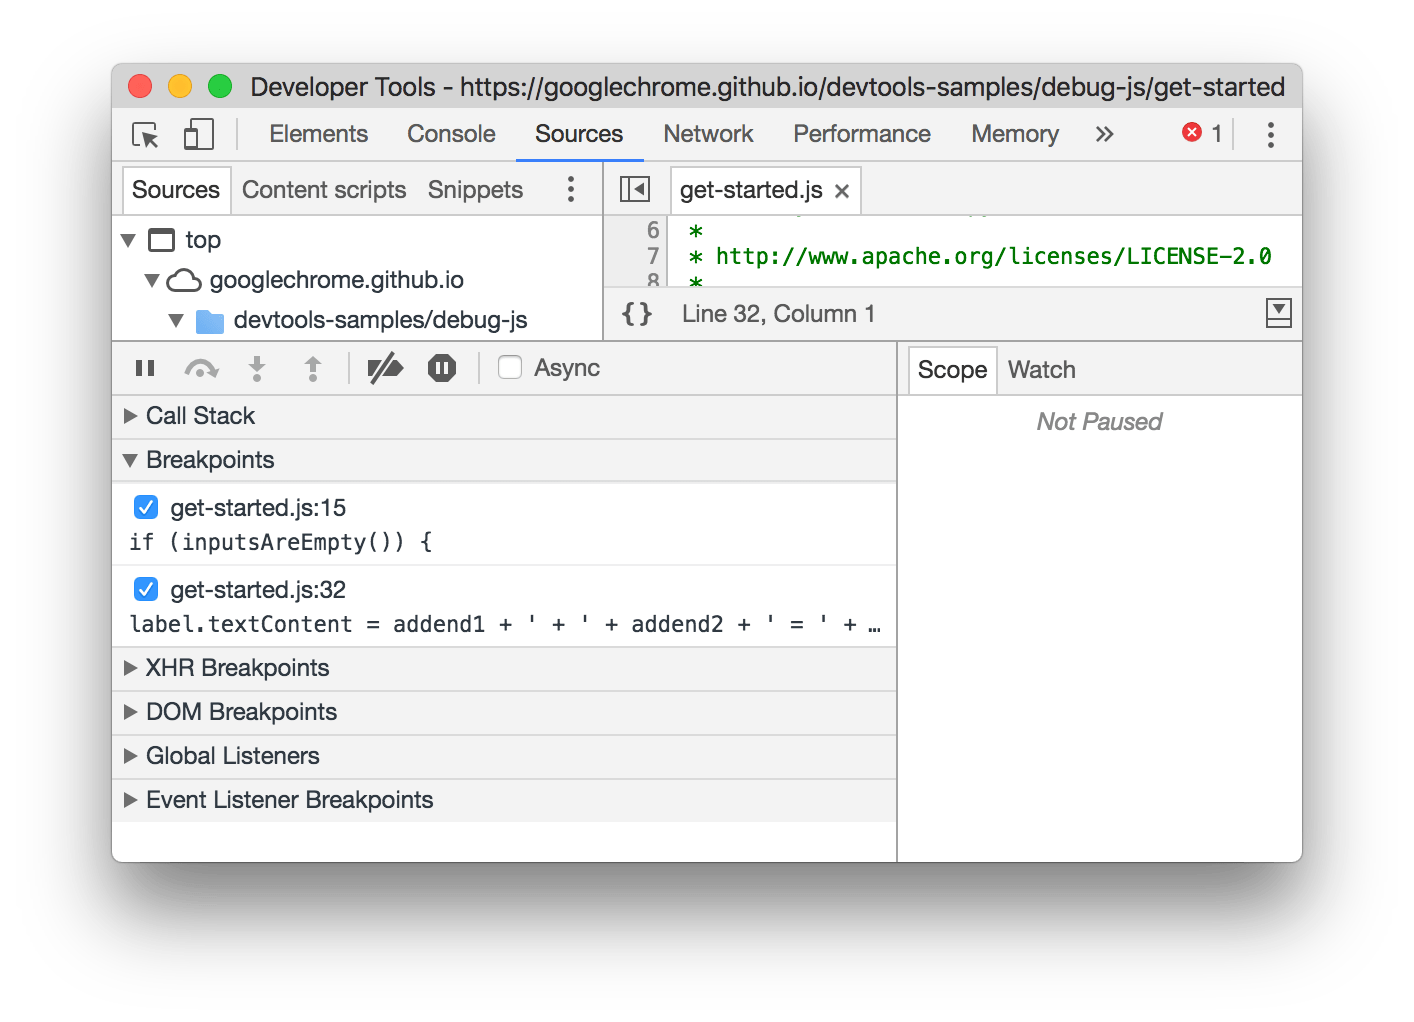 Developer Tools - https://googlechrome.github.io/devtools-samples/debug-js/get-started
Elements Console Sources Network Performance Memory » 1
Sources Content scripts Snippets
get-started.js ×
top
googlechrome.github.io
devtools-samples/debug-js
6 *
7 * http://www.apache.org/licenses/LICENSE-2.0
8 *
{} Line 32, Column 1
Async
Call Stack
Breakpoints
get-started.js:15
if (inputsAreEmpty()) {
get-started.js:32
label.textContent = addend1 + ' + ' + addend2 + ' = ' + …
XHR Breakpoints
DOM Breakpoints
Global Listeners
Event Listener Breakpoints
Scope Watch
Not Paused